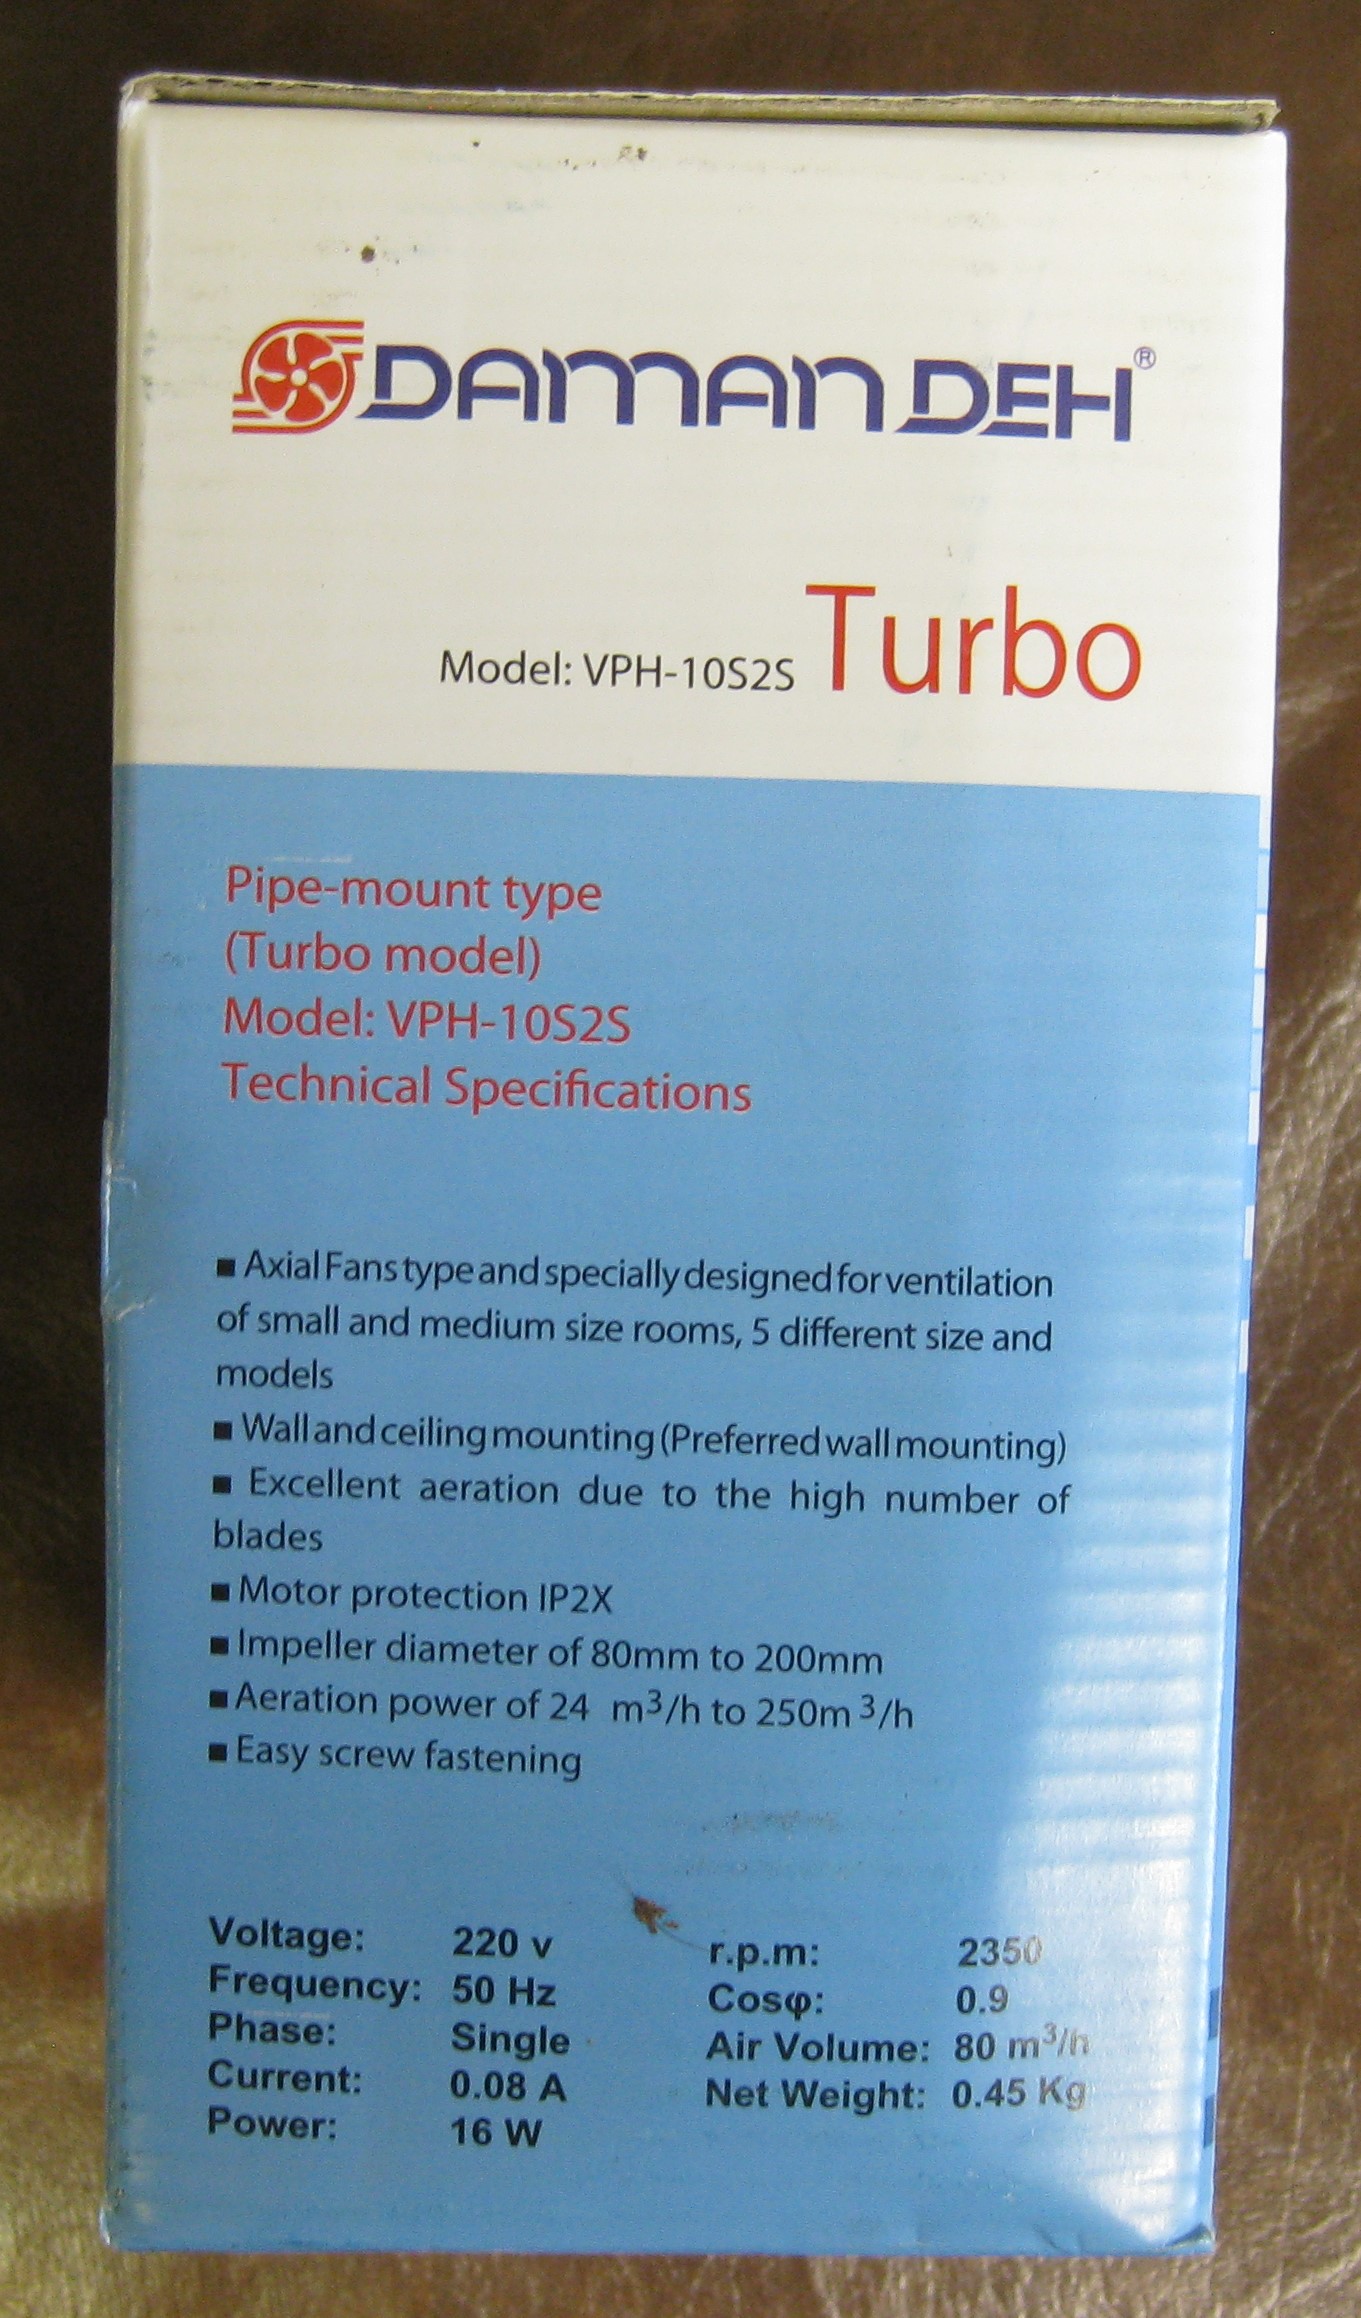 DAMAN DEH®
Model: VPH-10S2S Turbo
Pipe-mount type
(Turbo model)
Model: VPH-10S2S
Technical Specifications
■ Axial Fans type and specially designed for ventilation
of small and medium size rooms, 5 different size and
models
■ Wall and ceiling mounting (Preferred wall mounting)
■ Excellent aeration due to the high number of
blades
■ Motor protection IP2X
■ Impeller diameter of 80mm to 200mm
■ Aeration power of 24 m3/h to 250m 3/h
■ Easy screw fastening
Voltage: 220 v
Frequency: 50 Hz
Phase: Single
Current: 0.08 A
Power: 16 W
r.p.m: 2350
Cosφ: 0.9
Air Volume: 80 m³/h
Net Weight: 0.45 Kg